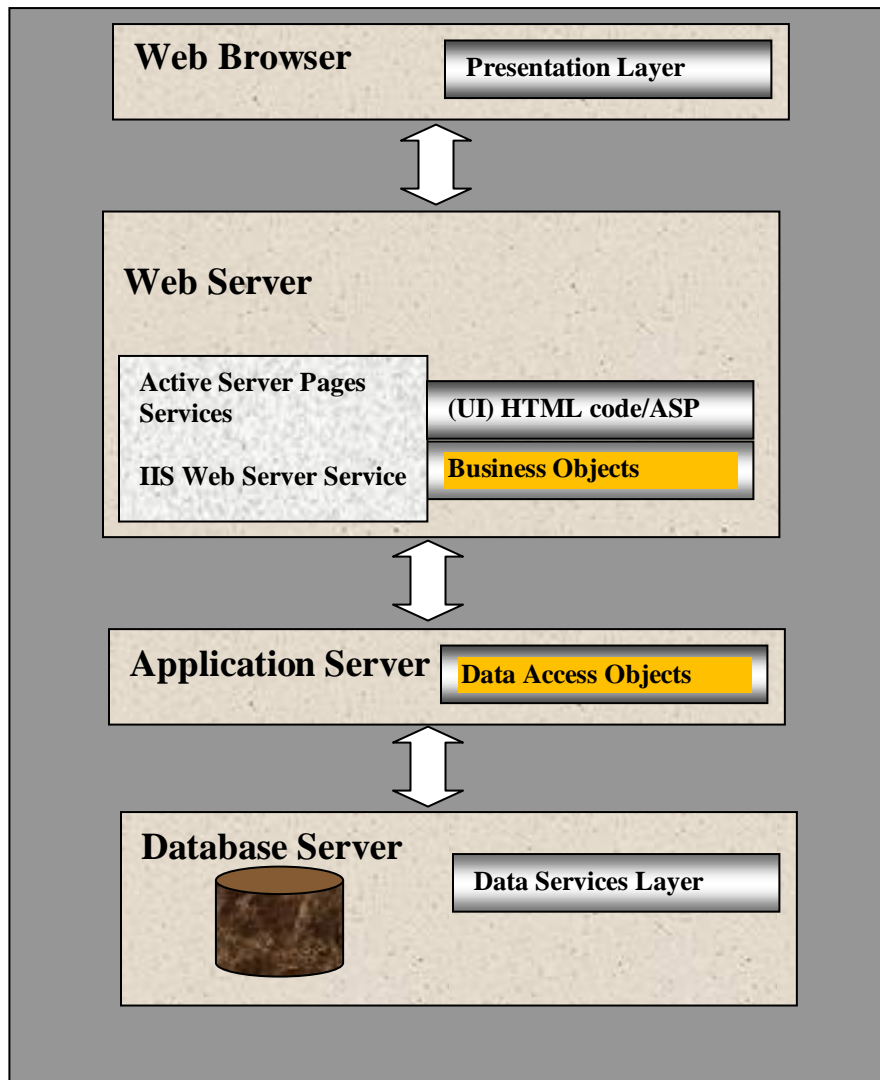 Web Browser
Presentation Layer
Web Server
Active Server Pages
Services
(UI) HTML code/ASP
IIS Web Server Service
Business Objects
Application Server
Data Access Objects
Database Server
Data Services Layer